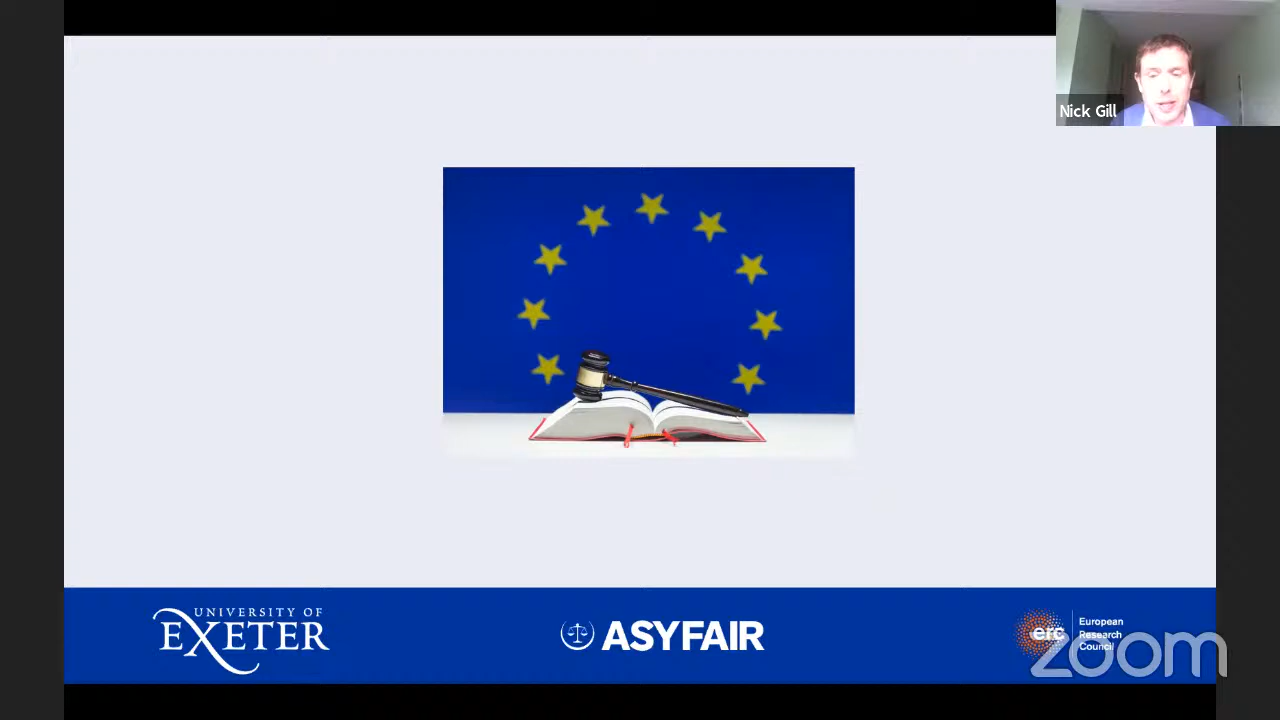 Nick Gill
UNIVERSITY OF
EXETER
ASYFAIR
erc
European
Research
Council
zoom